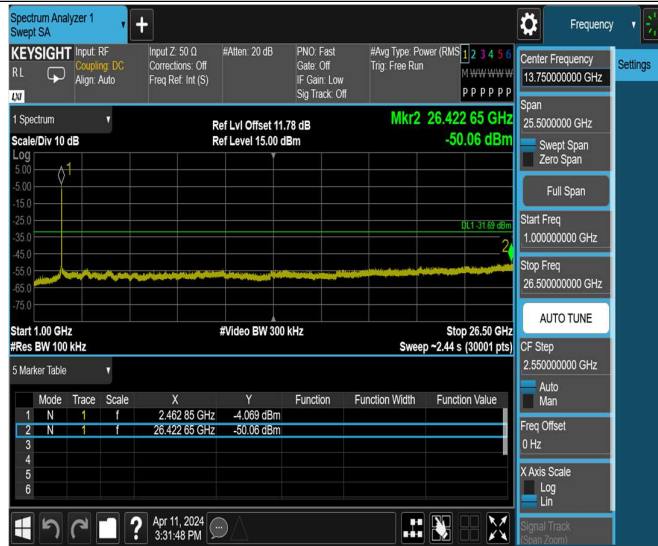 Spectrum Analyzer 1
Swept SA
+
Frequency
KEYSIGHT
RL
LXI
Input: RF
Coupling: DC
Align: Auto
Input Z: 50 Ω
Corrections: Off
Freq Ref: Int (S)
#Atten: 20 dB
PNO: Fast
Gate: Off
IF Gain: Low
Sig Track: Off
#Avg Type: Power (RMS
Trig: Free Run
1 2 3 4 5 6
M W W W W W
P P P P P P
Center Frequency
13.750000000 GHz
Settings
Span
25.5000000 GHz
Swept Span
Zero Span
Full Span
Start Freq
1.000000000 GHz
Stop Freq
26.500000000 GHz
AUTO TUNE
CF Step
2.550000000 GHz
Auto
Man
Freq Offset
0 Hz
X Axis Scale
Log
Lin
Signal Track
(Span Zoom)
1 Spectrum
Scale/Div 10 dB
Ref Lvl Offset 11.78 dB
Ref Level 15.00 dBm
Mkr2 26.422 65 GHz
-50.06 dBm
Log
5.00
-5.00
-15.0
-25.0
-35.0
-45.0
-55.0
-65.0
-75.0
1
DL1 -31.69 dBm
2
Start 1.00 GHz
#Res BW 100 kHz
#Video BW 300 kHz
Stop 26.50 GHz
Sweep ~2.44 s (30001 pts)
5 Marker Table
Mode Trace Scale X Y Function Function Width Function Value
1 N 1 f 2.462 85 GHz -4.069 dBm
2 N 1 f 26.422 65 GHz -50.06 dBm
3
4
5
6
?
Apr 11, 2024
3:31:48 PM